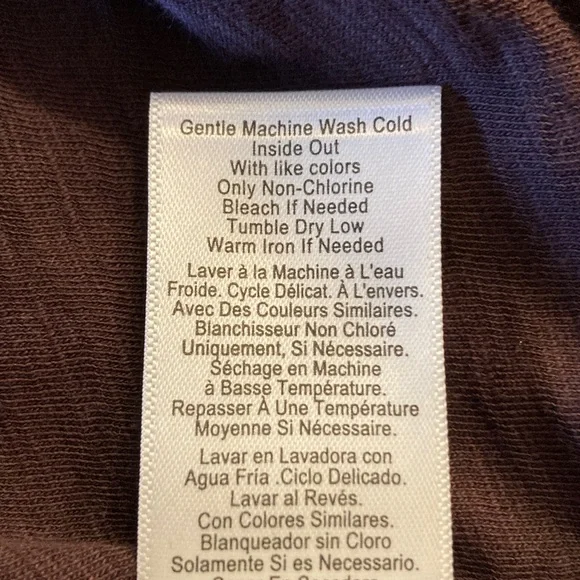 Gentle Machine Wash Cold
Inside Out
With like colors
Only Non-Chlorine
Bleach If Needed
Tumble Dry Low
Warm Iron If Needed
Laver à la Machine à L'eau
Froide. Cycle Délicat. À L'envers.
Avec Des Couleurs Similaires.
Blanchisseur Non Chloré
Uniquement, Si Nécessaire.
Séchage en Machine
à Basse Température.
Repasser À Une Température
Moyenne Si Nécessaire.
Lavar en Lavadora con
Agua Fría .Ciclo Delicado.
Lavar al Revés.
Con Colores Similares.
Blanqueador sin Cloro
Solamente Si es Necesario.